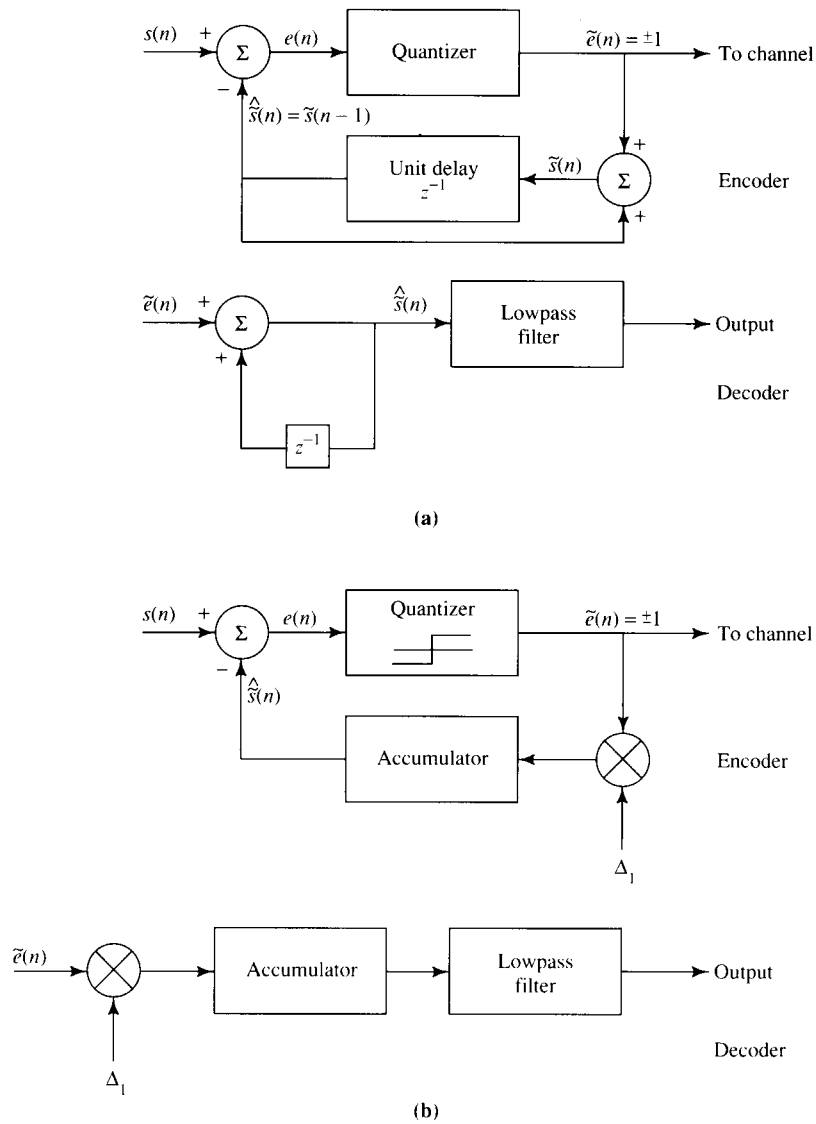 s(n) + Σ e(n) Quantizer ẽ(n) = ±1 To channel
−
ŝ̃(n) = s̃(n − 1)
+
Unit delay
z⁻¹
s̃(n) Σ Encoder
+
ẽ(n) + Σ ŝ̃(n) Lowpass
filter
Output
+
Decoder
z⁻¹
(a)
s(n) + Σ e(n) Quantizer ẽ(n) = ±1 To channel
−
ŝ̃(n)
Accumulator Encoder
Δ₁
ẽ(n) Accumulator Lowpass
filter
Output
Decoder
Δ₁
(b)